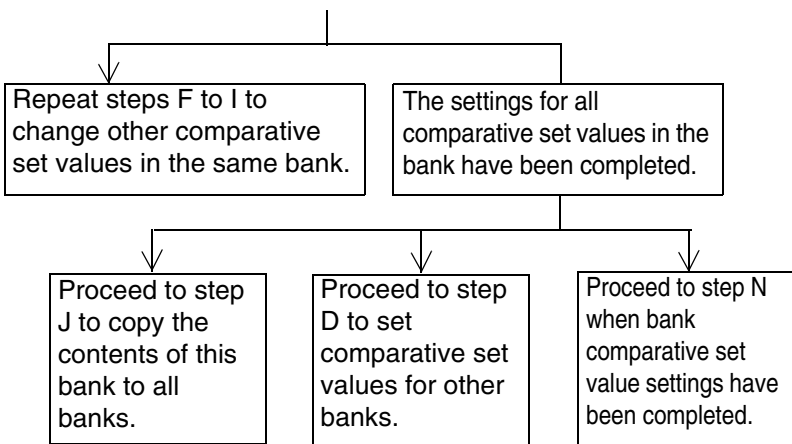 Repeat steps F to I to
change other comparative
set values in the same bank.
The settings for all
comparative set values in the
bank have been completed.
Proceed to step
J to copy the
contents of this
bank to all
banks.
Proceed to step
D to set
comparative set
values for other
banks.
Proceed to step N
when bank
comparative set
value settings have
been completed.